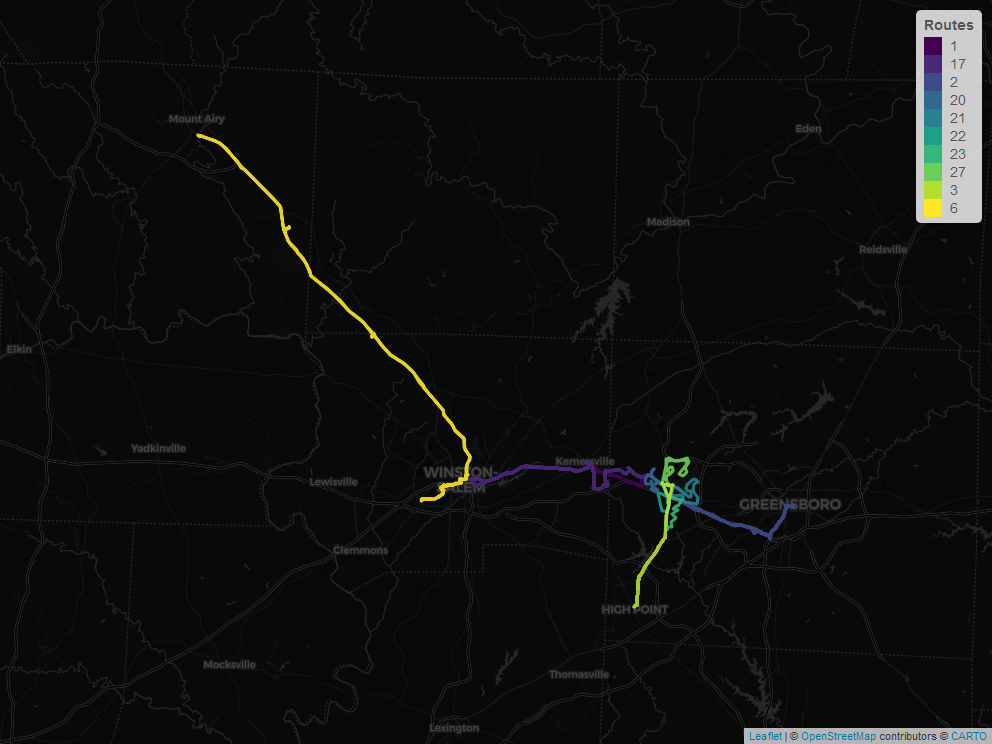 Routes
1
17
2
20
21
22
23
27
3
6
Mount Airy
Eden
Madison
Reidsville
Elkin
Yadkinville
Kernersville
WINSTON-
SALEM
Lewisville
GREENSBORO
Clemmons
HIGH POINT
Mocksville
Thomasville
Lexington
Leaflet | © OpenStreetMap contributors © CARTO